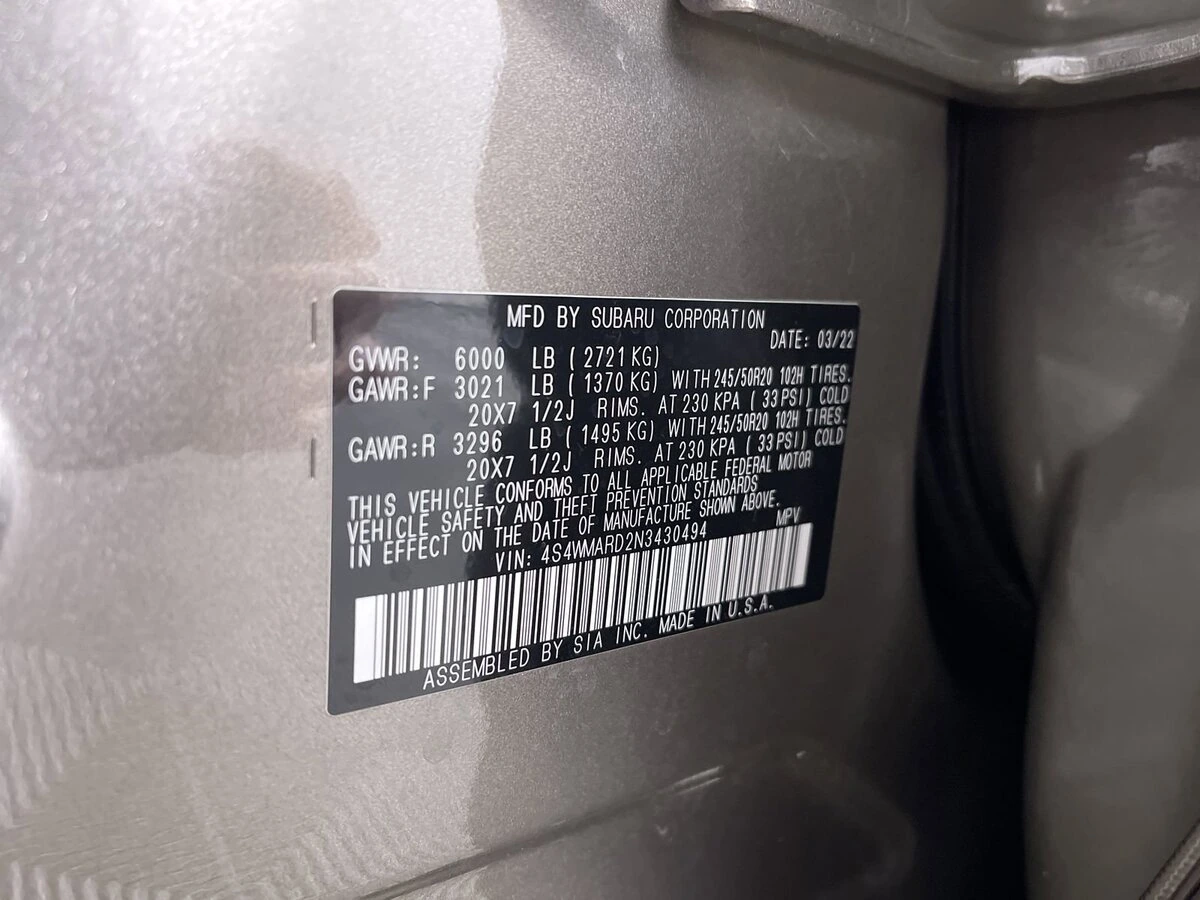 MFD BY SUBARU CORPORATION
DATE: 03/22
GVWR: 6000 LB ( 2721 KG)
GAWR:F 3021 LB ( 1370 KG) WITH 245/50R20 102H TIRES.
20X7 1/2J RIMS. AT 230 KPA ( 33 PSI) COLD
GAWR:R 3296 LB ( 1495 KG) WITH 245/50R20 102H TIRES.
20X7 1/2J RIMS. AT 230 KPA ( 33 PSI) COLD
THIS VEHICLE CONFORMS TO ALL APPLICABLE FEDERAL MOTOR
VEHICLE SAFETY AND THEFT PREVENTION STANDARDS
IN EFFECT ON THE DATE OF MANUFACTURE SHOWN ABOVE.
VIN: 4S4WMARD2N3430494 MPV
ASSEMBLED BY SIA INC. MADE IN U.S.A.